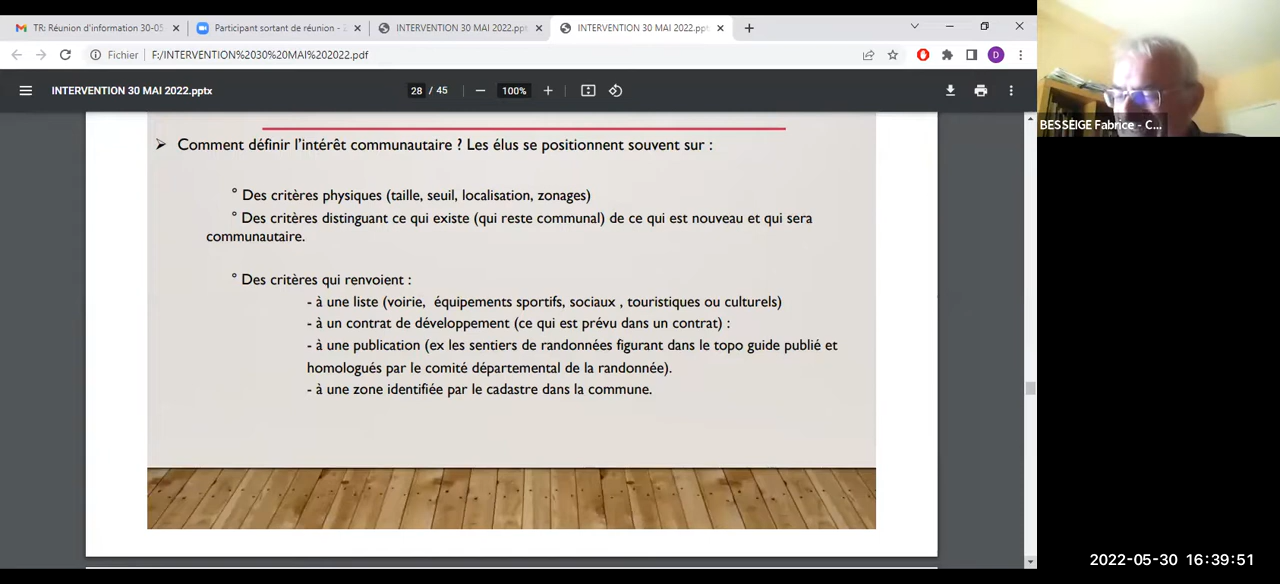 TR: Réunion d'information 30-05
Participant sortant de réunion - Z
INTERVENTION 30 MAI 2022.pptx
INTERVENTION 30 MAI 2022.pptx
Fichier
F:/INTERVENTION%2030%20MAI%202022.pdf
D
INTERVENTION 30 MAI 2022.pptx
28 / 45
100%
BESSEIGE Fabrice - C...
➢ Comment définir l'intérêt communautaire ? Les élus se positionnent souvent sur :
° Des critères physiques (taille, seuil, localisation, zonages)
° Des critères distinguant ce qui existe (qui reste communal) de ce qui est nouveau et qui sera
communautaire.
° Des critères qui renvoient :
- à une liste (voirie, équipements sportifs, sociaux , touristiques ou culturels)
- à un contrat de développement (ce qui est prévu dans un contrat) :
- à une publication (ex les sentiers de randonnées figurant dans le topo guide publié et
homologués par le comité départemental de la randonnée).
- à une zone identifiée par le cadastre dans la commune.
2022-05-30 16:39:51